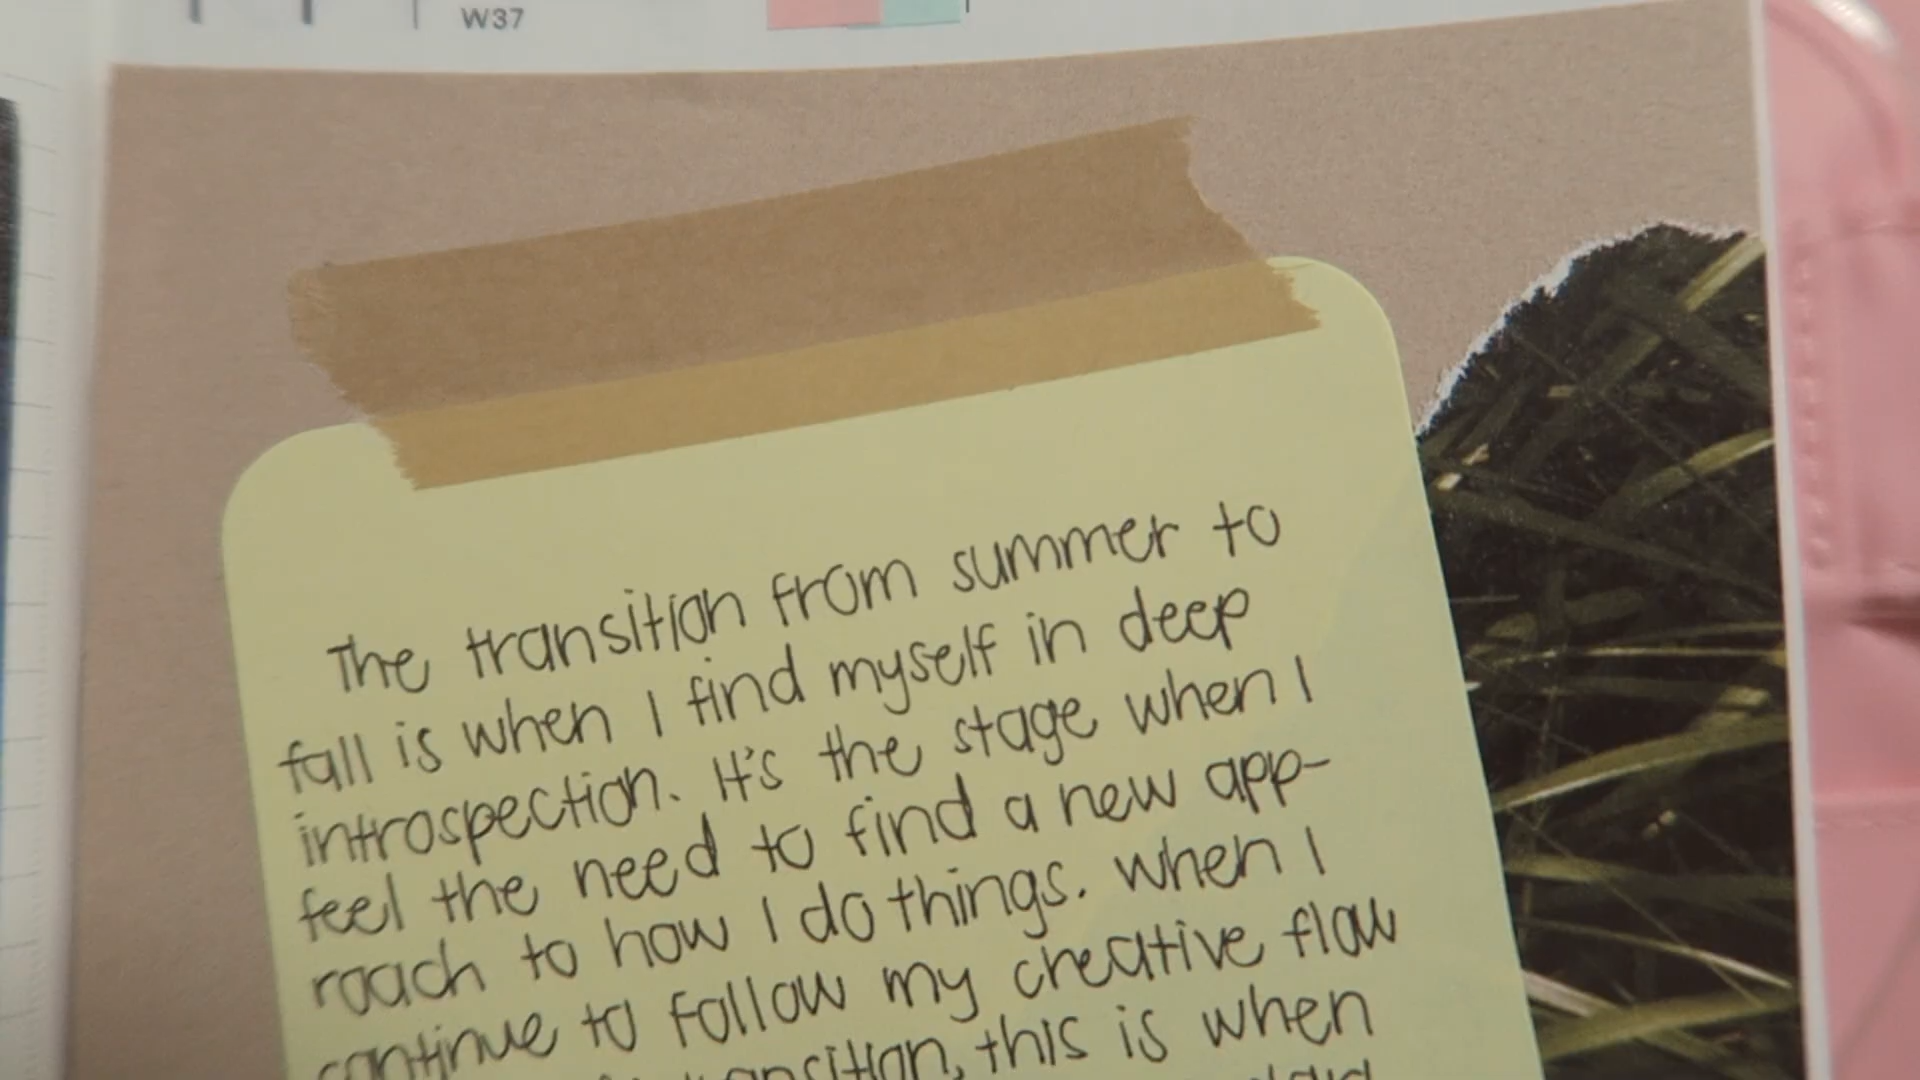 W37
The transition from summer to
fall is when I find myself in deep
introspection. It's the stage when I
feel the need to find a new app-
roach to how I do things. When I
continue to follow my creative flow
transition, this is when